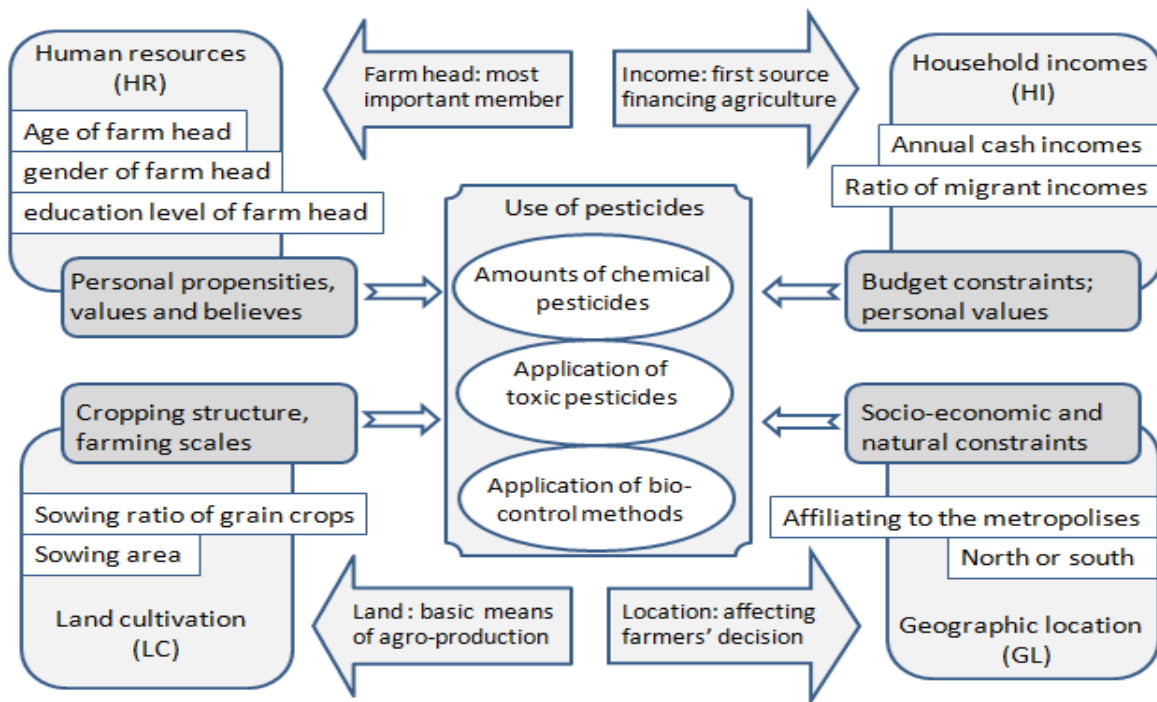 Human resources
(HR)
Age of farm head
gender of farm head
education level of farm head
Personal propensities,
values and believes
Farm head: most
important member
Income: first source
financing agriculture
Household incomes
(HI)
Annual cash incomes
Ratio of migrant incomes
Budget constraints;
personal values
Use of pesticides
Amounts of chemical
pesticides
Application of
toxic pesticides
Application of bio-
control methods
Cropping structure,
farming scales
Sowing ratio of grain crops
Sowing area
Land cultivation
(LC)
Land : basic means
of agro-production
Location: affecting
farmers’ decision
Socio-economic and
natural constraints
Affiliating to the metropolises
North or south
Geographic location
(GL)